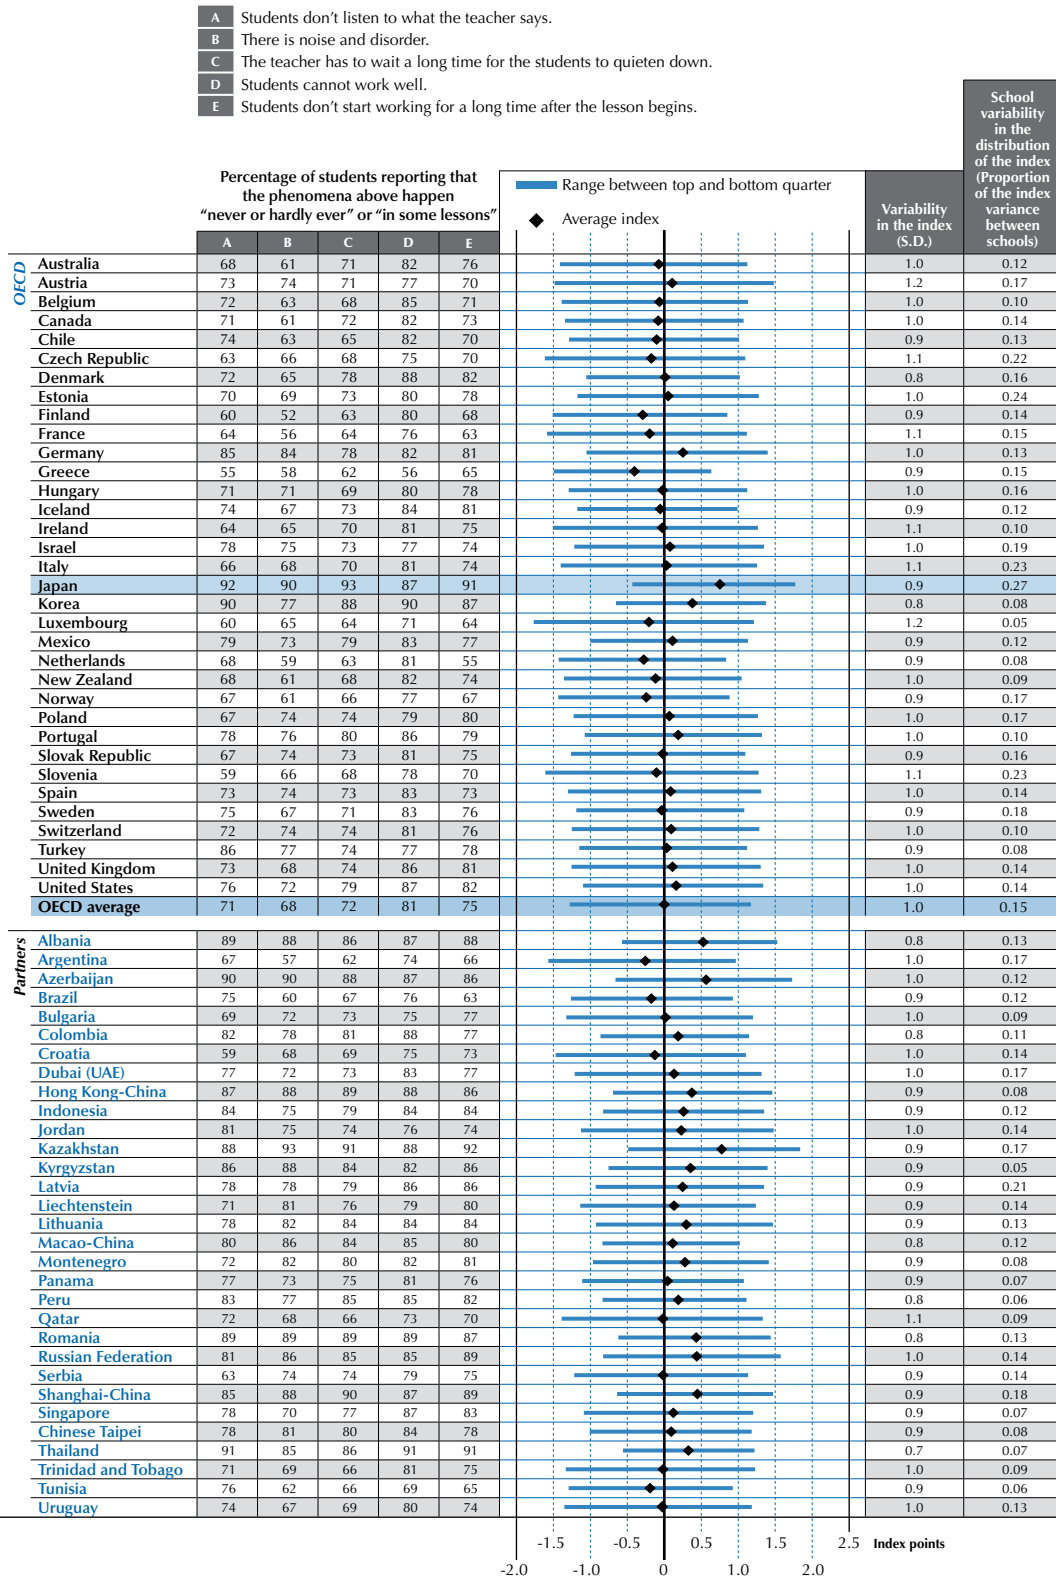 A Students don't listen to what the teacher says.
B There is noise and disorder.
C The teacher has to wait a long time for the students to quieten down.
D Students cannot work well.
E Students don't start working for a long time after the lesson begins.
Percentage of students reporting that
the phenomena above happen
“never or hardly ever” or “in some lessons”
Range between top and bottom quarter
Average index
Variability
in the index
(S.D.)
School
variability
in the
distribution
of the index
(Proportion
of the index
variance
between
schools)
A B C D E
OECD
Australia 68 61 71 82 76 1.0 0.12
Austria 73 74 71 77 70 1.2 0.17
Belgium 72 63 68 85 71 1.0 0.10
Canada 71 61 72 82 73 1.0 0.14
Chile 74 63 65 82 70 0.9 0.13
Czech Republic 63 66 68 75 70 1.1 0.22
Denmark 72 65 78 88 82 0.8 0.16
Estonia 70 69 73 80 78 1.0 0.24
Finland 60 52 63 80 68 0.9 0.14
France 64 56 64 76 63 1.1 0.15
Germany 85 84 78 82 81 1.0 0.13
Greece 55 58 62 56 65 0.9 0.15
Hungary 71 71 69 80 78 1.0 0.16
Iceland 74 67 73 84 81 0.9 0.12
Ireland 64 65 70 81 75 1.1 0.10
Israel 78 75 73 77 74 1.0 0.19
Italy 66 68 70 81 74 1.1 0.23
Japan 92 90 93 87 91 0.9 0.27
Korea 90 77 88 90 87 0.8 0.08
Luxembourg 60 65 64 71 64 1.2 0.05
Mexico 79 73 79 83 77 0.9 0.12
Netherlands 68 59 63 81 55 0.9 0.08
New Zealand 68 61 68 82 74 1.0 0.09
Norway 67 61 66 77 67 0.9 0.17
Poland 67 74 74 79 80 1.0 0.17
Portugal 78 76 80 86 79 1.0 0.10
Slovak Republic 67 74 73 81 75 0.9 0.16
Slovenia 59 66 68 78 70 1.1 0.23
Spain 73 74 73 83 73 1.0 0.14
Sweden 75 67 71 83 76 0.9 0.18
Switzerland 72 74 74 81 76 1.0 0.10
Turkey 86 77 74 77 78 0.9 0.08
United Kingdom 73 68 74 86 81 1.0 0.14
United States 76 72 79 87 82 1.0 0.14
OECD average 71 68 72 81 75 1.0 0.15
Partners
Albania 89 88 86 87 88 0.8 0.13
Argentina 67 57 62 74 66 1.0 0.17
Azerbaijan 90 90 88 87 86 1.0 0.12
Brazil 75 60 67 76 63 0.9 0.12
Bulgaria 69 72 73 75 77 1.0 0.09
Colombia 82 78 81 88 77 0.8 0.11
Croatia 59 68 69 75 73 1.0 0.14
Dubai (UAE) 77 72 73 83 77 1.0 0.17
Hong Kong-China 87 88 89 88 86 0.9 0.08
Indonesia 84 75 79 84 84 0.9 0.12
Jordan 81 75 74 76 74 1.0 0.14
Kazakhstan 88 93 91 88 92 0.9 0.17
Kyrgyzstan 86 88 84 82 86 0.9 0.05
Latvia 78 78 79 86 86 0.9 0.21
Liechtenstein 71 81 76 79 80 0.9 0.14
Lithuania 78 82 84 84 84 0.9 0.13
Macao-China 80 86 84 85 80 0.8 0.12
Montenegro 72 82 80 82 81 0.9 0.08
Panama 77 73 75 81 76 0.9 0.07
Peru 83 77 85 85 82 0.8 0.06
Qatar 72 68 66 73 70 1.1 0.09
Romania 89 89 89 89 87 0.8 0.13
Russian Federation 81 86 85 85 89 1.0 0.14
Serbia 63 74 74 79 75 0.9 0.14
Shanghai-China 85 88 90 87 89 0.9 0.18
Singapore 78 70 77 87 83 0.9 0.07
Chinese Taipei 78 81 80 84 78 0.9 0.08
Thailand 91 85 86 91 91 0.7 0.07
Trinidad and Tobago 71 69 66 81 75 1.0 0.09
Tunisia 76 62 66 69 65 0.9 0.06
Uruguay 74 67 69 80 74 1.0 0.13
-1.5 -0.5 0.5 1.5 2.5 Index points
-2.0 -1.0 0 1.0 2.0